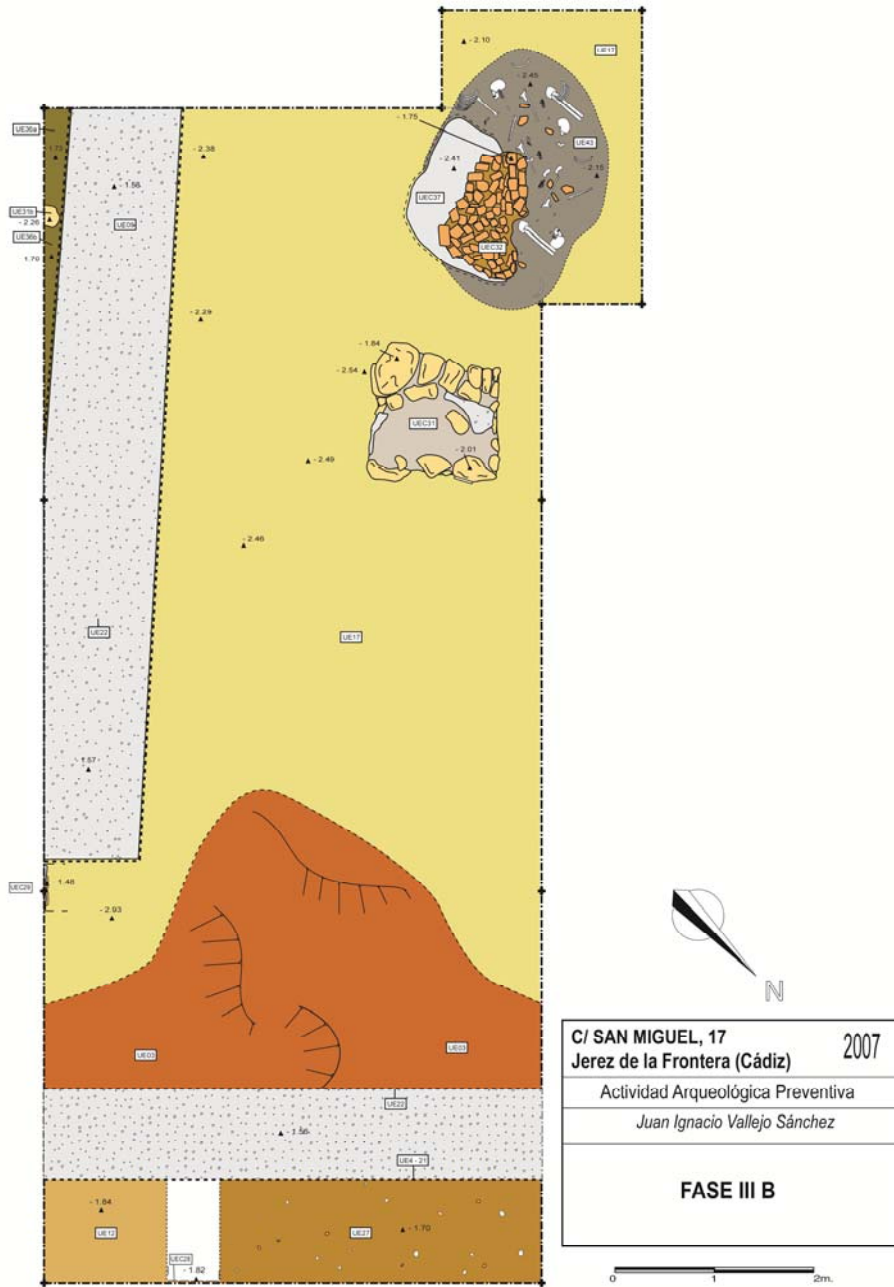 - 2.10
UE17
- 2.45
- 1.75
UE36a
UE43
- 2.38
- 2.41
- 2.15
- 1.56
UEC37
UE31b
- 2.26
UE09
UE36b
UEC32
1.70
- 2.29
- 1.84
- 2.54
UEC31
- 2.01
- 2.49
- 2.46
UE22
UE17
- 1.57
UEC29
1.48
- 2.93
N
C/ SAN MIGUEL, 17
Jerez de la Frontera (Cádiz)
2007
Actividad Arqueológica Preventiva
Juan Ignacio Vallejo Sánchez
FASE III B
UE03
UE03
UE22
- 1.56
UE4 - 21
- 1.84
UE12
UE27
- 1.70
UEC28
- 1.82
0 1 2m.